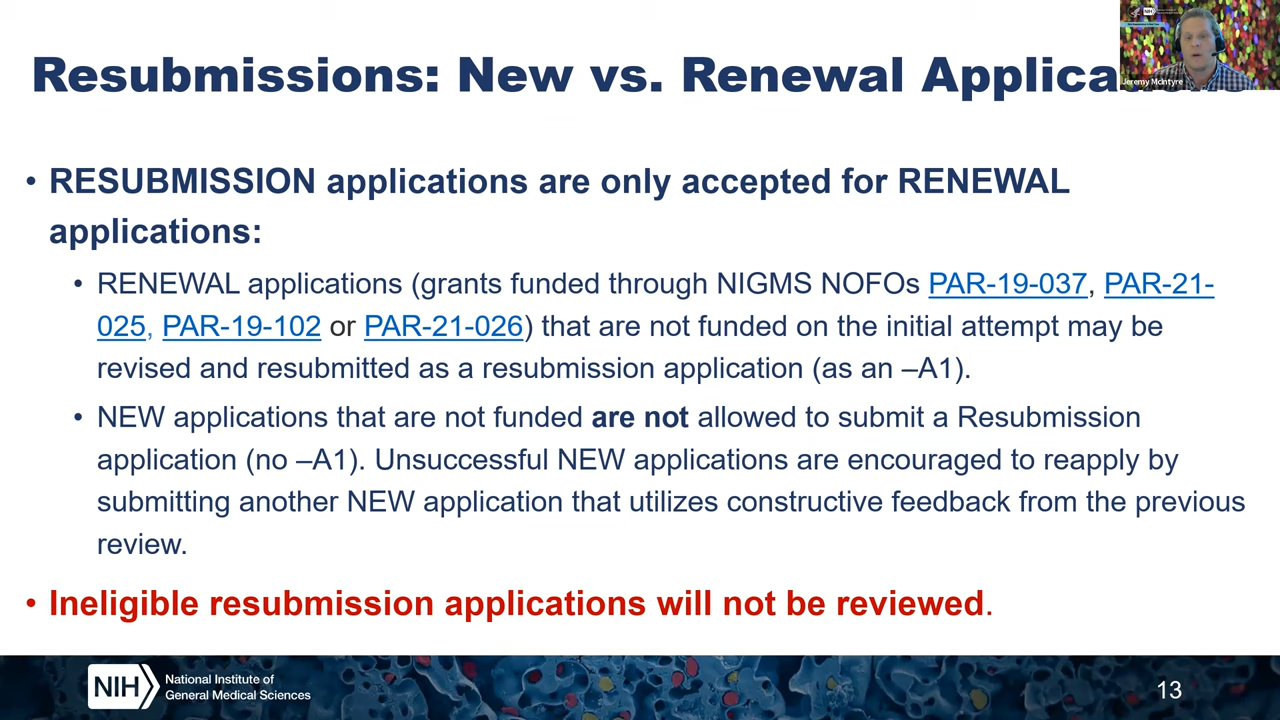 Resubmissions: New vs. Renewal
NIH
Jeremy McIntyre
• RESUBMISSION applications are only accepted for RENEWAL
applications:
• RENEWAL applications (grants funded through NIGMS NOFOs PAR-19-037, PAR-21-
025, PAR-19-102 or PAR-21-026) that are not funded on the initial attempt may be
revised and resubmitted as a resubmission application (as an –A1).
• NEW applications that are not funded are not allowed to submit a Resubmission
application (no –A1). Unsuccessful NEW applications are encouraged to reapply by
submitting another NEW application that utilizes constructive feedback from the previous
review.
• Ineligible resubmission applications will not be reviewed.
NIH
National Institute of
General Medical Sciences
13